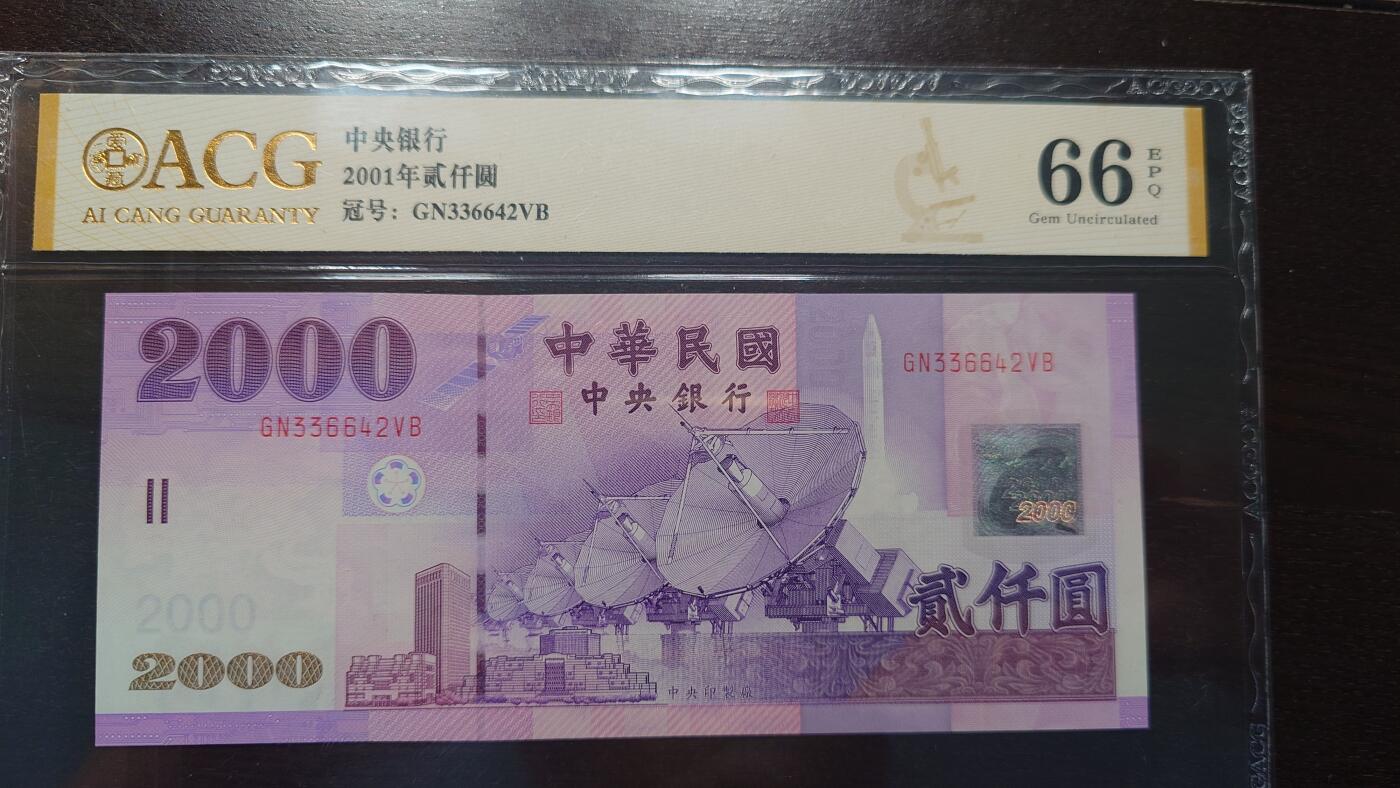 ACG
AI CANG GUARANTY
中央银行
2001年贰仟圆
冠号：GN336642VB
66
EPQ
Gem Uncirculated
2000
中華民國
中央銀行
GN336642VB
GN336642VB
2000
2000
2000
貳仟圓
中央印製廠